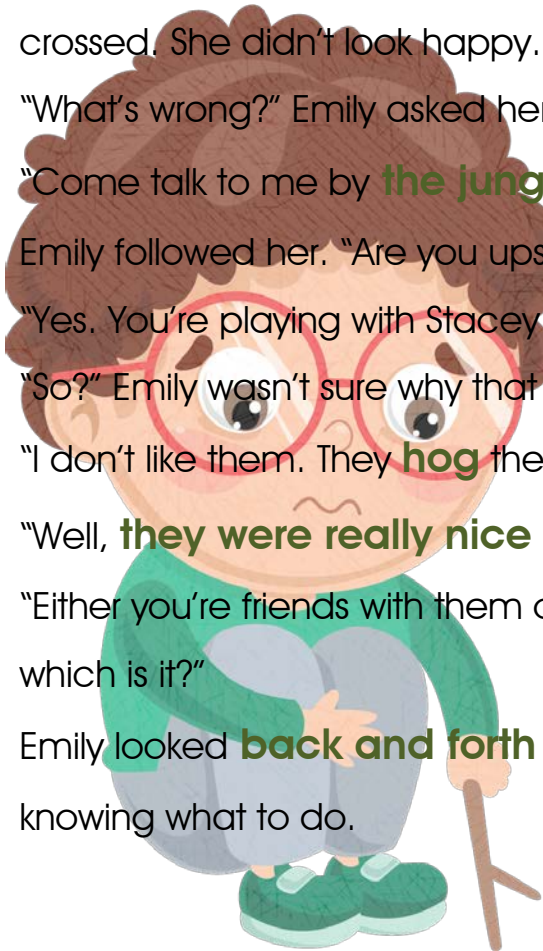 crossed. She didn’t look happy.
“What’s wrong?” Emily asked her
“Come talk to me by the jung
Emily followed her. “Are you ups
“Yes. You’re playing with Stacey
“So?” Emily wasn’t sure why that
“I don’t like them. They hog the
“Well, they were really nice
“Either you’re friends with them
which is it?”
Emily looked back and forth
knowing what to do.